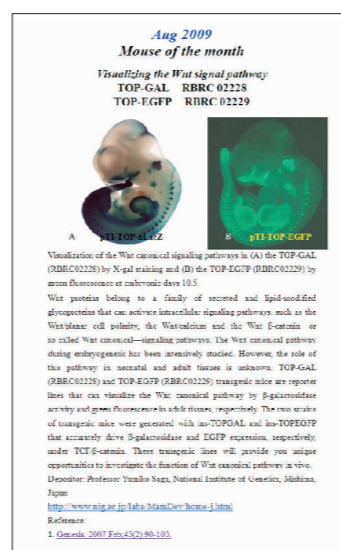 Aug 2009
Mouse of the month
Visualizing the Wnt signal pathway
TOP-GAL RBRC 02228
TOP-EGFP RBRC 02229
A pTI-TOP-nLacZ
B pTI-TOP-EGFP
Visualization of the Wnt canonical signaling pathways in (A) the TOP-GAL
(RBRC02228) by X-gal staining and (B) the TOP-EGFP (RBRC02229) by
green fluorescence at embryonic days 10.5.
Wnt proteins belong to a family of secreted and lipid-modified
glycoproteins that can activate intracellular signaling pathways, such as the
Wnt/planar cell polarity, the Wnt/calcium and the Wnt β-catenin or
so called Wnt canonical—signaling pathways. The Wnt canonical pathway
during embryogenesis has been intensively studied. However, the role of
this pathway in neonatal and adult tissues is unknown. TOP-GAL
(RBRC02228) and TOP-EGFP (RBRC02229) transgenic mice are reporter
lines that can visualize the Wnt canonical pathway by β-galactosidase
activity and green fluorescence in adult tissues, respectively. The two strains
of transgenic mice were generated with ins-TOPGAL and ins-TOPEGFP
that accurately drive β-galactosidase and EGFP expression, respectively,
under TCF-β-catenin. These transgenic lines will provide you unique
opportunities to investigate the function of Wnt canonical pathway in vivo.
Depositor: Professor Yumiko Saga, National Institute of Genetics, Mishima,
Japan
http://www.nig.ac.jp/labs/MamDev/home-j.html
Reference:
1. Genesis. 2007 Feb;45(2):90-100.